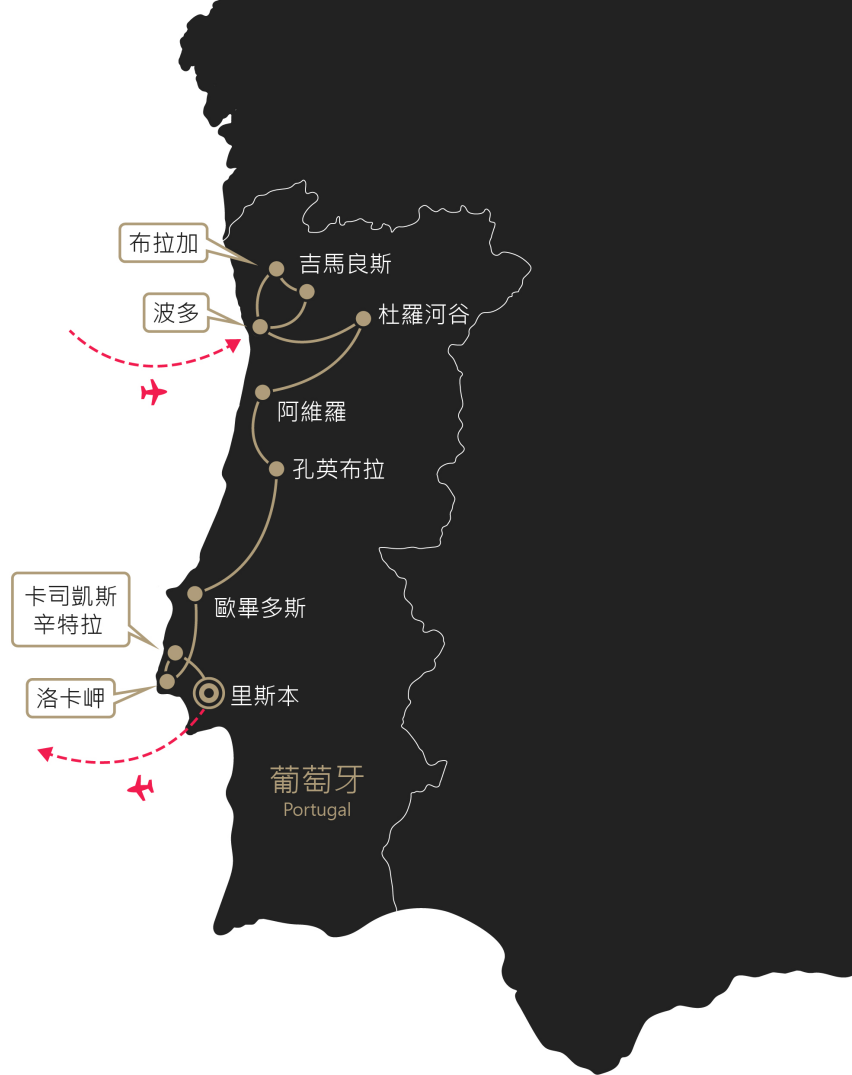 布拉加
吉馬良斯
波多
杜羅河谷
阿維羅
孔英布拉
卡司凱斯
辛特拉
歐畢多斯
洛卡岬
里斯本
葡萄牙
Portugal